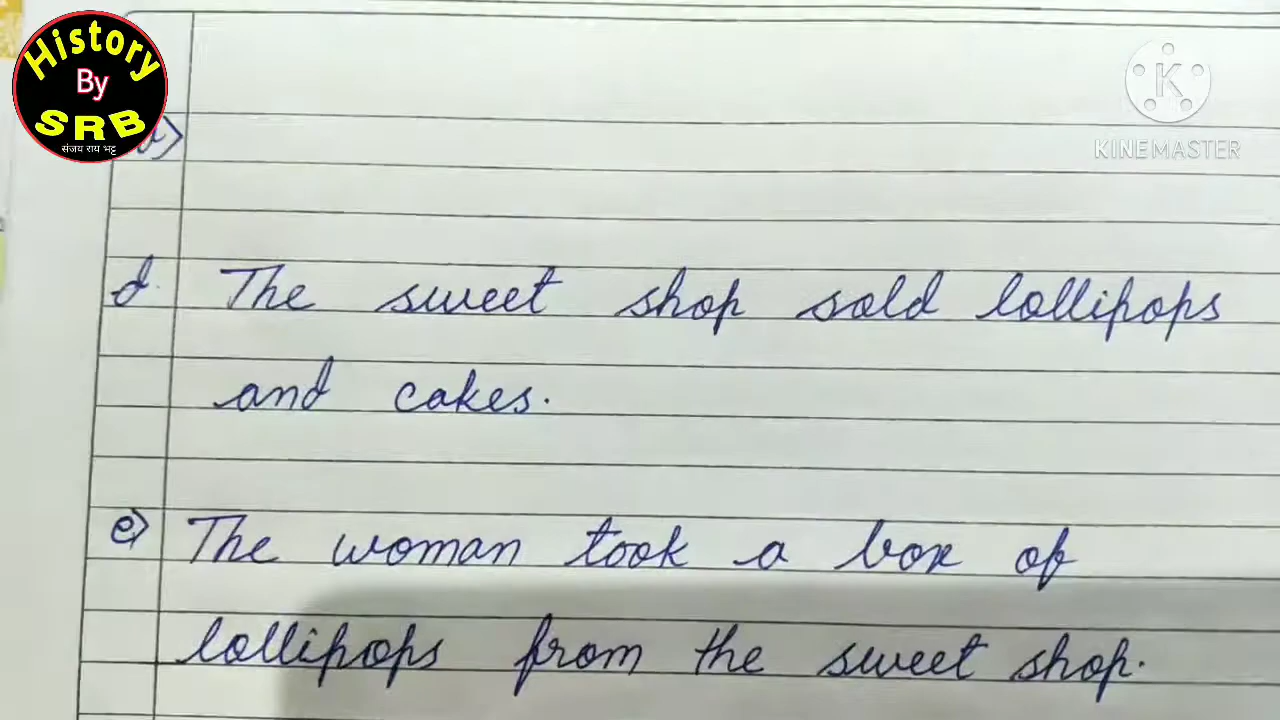 History
By
SRB
संजय राय भट्ट
KINEMASTER
d. The sweet shop sold lollipops
and cakes.
e) The woman took a box of
lollipops from the sweet shop.